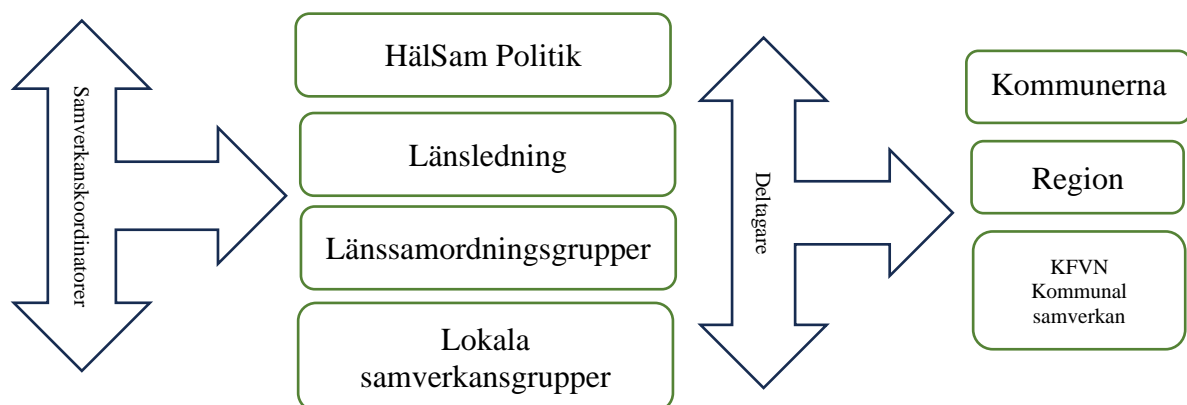 Samverkanskoordinatorer
HälSam Politik
Länsledning
Länssamordningsgrupper
Lokala
samverkansgrupper
Deltagare
Kommunerna
Region
KFVN
Kommunal
samverkan